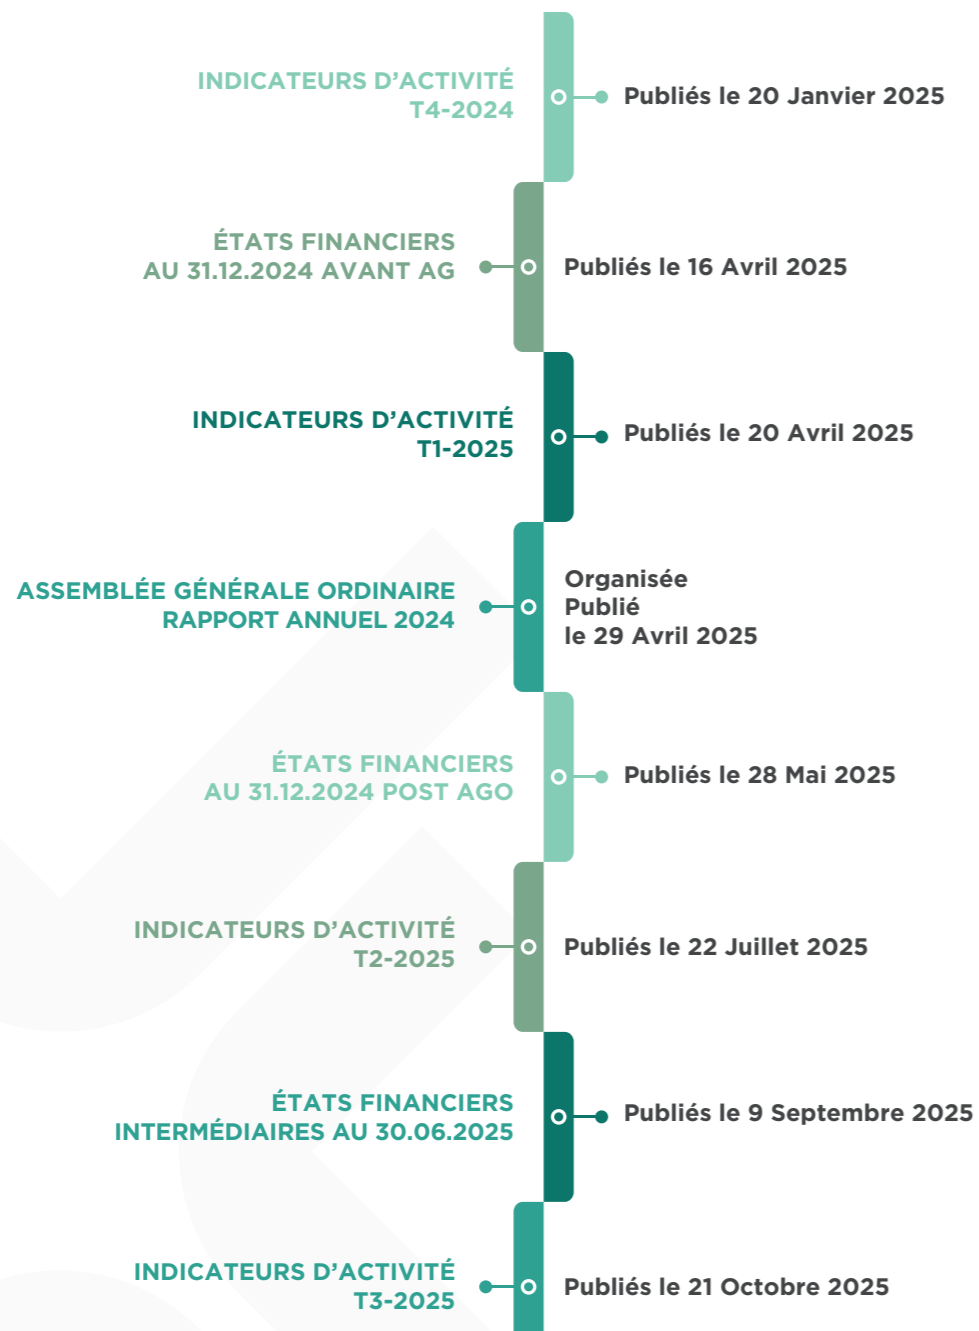 INDICATEURS D’ACTIVITÉ
T4-2024
Publiés le 20 Janvier 2025
ÉTATS FINANCIERS
AU 31.12.2024 AVANT AG
Publiés le 16 Avril 2025
INDICATEURS D’ACTIVITÉ
T1-2025
Publiés le 20 Avril 2025
ASSEMBLÉE GÉNÉRALE ORDINAIRE
RAPPORT ANNUEL 2024
Organisée
Publié
le 29 Avril 2025
ÉTATS FINANCIERS
AU 31.12.2024 POST AGO
Publiés le 28 Mai 2025
INDICATEURS D’ACTIVITÉ
T2-2025
Publiés le 22 Juillet 2025
ÉTATS FINANCIERS
INTERMÉDIAIRES AU 30.06.2025
Publiés le 9 Septembre 2025
INDICATEURS D’ACTIVITÉ
T3-2025
Publiés le 21 Octobre 2025